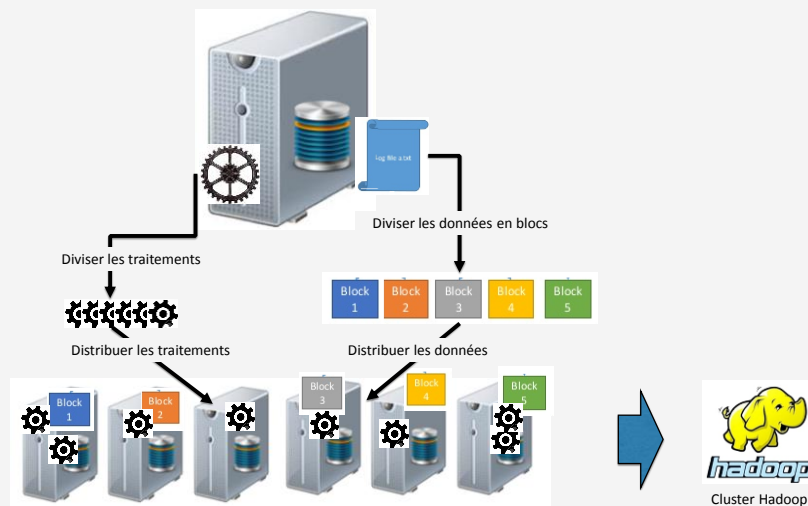 Log file a.txt
Diviser les données en blocs
Diviser les traitements
Block
1
Block
2
Block
3
Block
4
Block
5
Distribuer les traitements
Distribuer les données
Block
1
Block
2
Block
3
Block
4
Block
5
hadoop
Cluster Hadoop